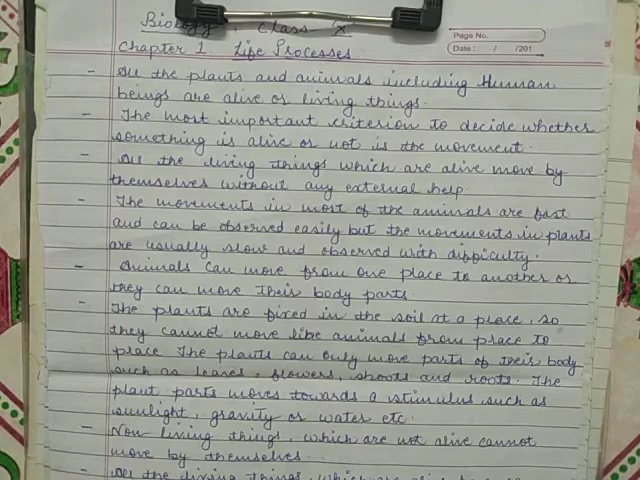 Biology - Class - X
Page No.
Date : / /201
Chapter 1 Life Processes
- All the plants and animals including Human
beings are alive or living things.
- The most important criterion to decide whether
something is alive or not is the movement.
- All the living things which are alive move by
themselves without any external help.
- The movements in most of the animals are fast
and can be observed easily but the movements in plants
are usually slow and observed with difficulty.
- Animals can move from one place to another or
they can move their body parts.
- The plants are fixed in the soil at a place, so
they cannot move like animals from place to
place. The plants can only move parts of their body
such as leaves, flowers, shoots and roots. The
plant parts moves towards a stimulus such as
sunlight, gravity or water etc.
- Non living things, which are not alive cannot
move by themselves.
- All the living things, which are